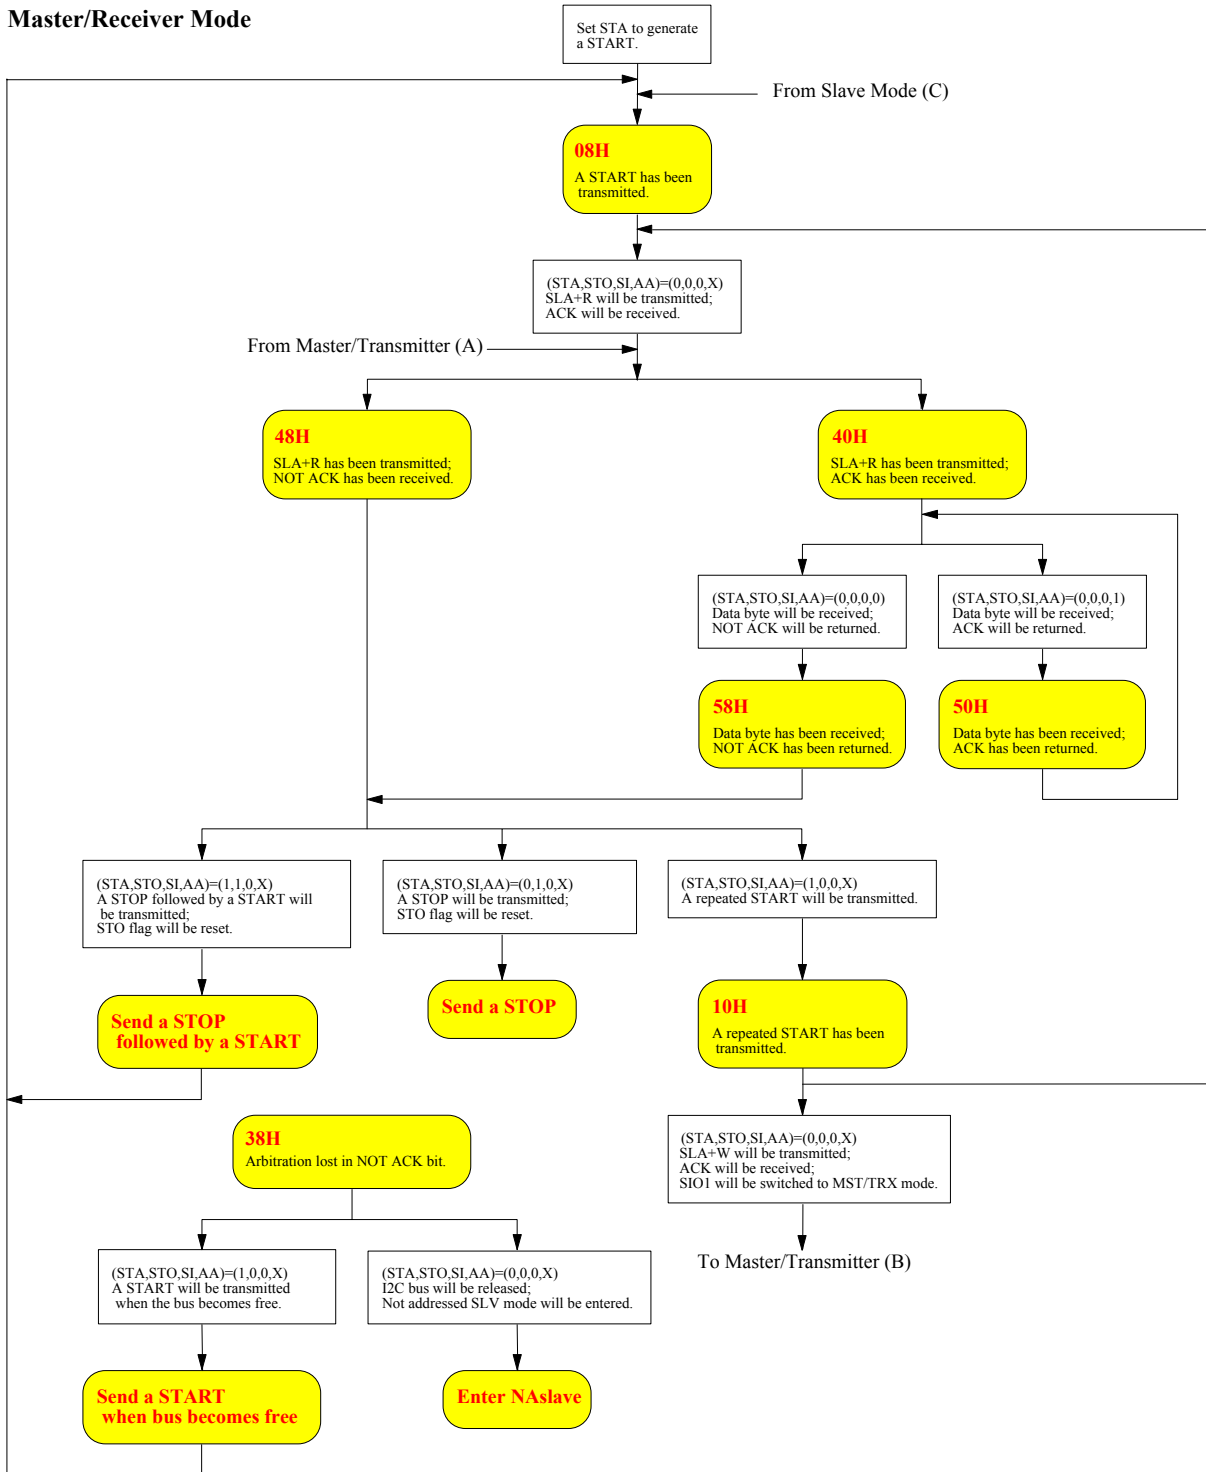 Master/Receiver Mode
Set STA to generate
a START.
From Slave Mode (C)
08H
A START has been
transmitted.
(STA,STO,SI,AA)=(0,0,0,X)
SLA+R will be transmitted;
ACK will be received.
From Master/Transmitter (A)
48H
SLA+R has been transmitted;
NOT ACK has been received.
40H
SLA+R has been transmitted;
ACK has been received.
(STA,STO,SI,AA)=(0,0,0,0)
Data byte will be received;
NOT ACK will be returned.
(STA,STO,SI,AA)=(0,0,0,1)
Data byte will be received;
ACK will be returned.
58H
Data byte has been received;
NOT ACK has been returned.
50H
Data byte has been received;
ACK has been returned.
(STA,STO,SI,AA)=(1,1,0,X)
A STOP followed by a START will
be transmitted;
STO flag will be reset.
(STA,STO,SI,AA)=(0,1,0,X)
A STOP will be transmitted;
STO flag will be reset.
(STA,STO,SI,AA)=(1,0,0,X)
A repeated START will be transmitted.
Send a STOP
followed by a START
Send a STOP
10H
A repeated START has been
transmitted.
38H
Arbitration lost in NOT ACK bit.
(STA,STO,SI,AA)=(0,0,0,X)
SLA+W will be transmitted;
ACK will be received;
SIO1 will be switched to MST/TRX mode.
To Master/Transmitter (B)
(STA,STO,SI,AA)=(1,0,0,X)
A START will be transmitted
when the bus becomes free.
(STA,STO,SI,AA)=(0,0,0,X)
I2C bus will be released;
Not addressed SLV mode will be entered.
Send a START
when bus becomes free
Enter NAslave